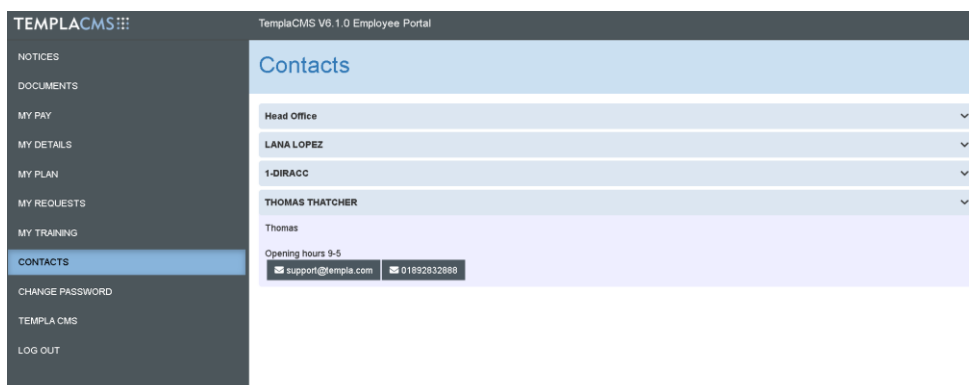 TEMPLACMS
TemplaCMS V6.1.0 Employee Portal
NOTICES
DOCUMENTS
MY PAY
MY DETAILS
MY PLAN
MY REQUESTS
MY TRAINING
CONTACTS
CHANGE PASSWORD
TEMPLA CMS
LOG OUT
Contacts
Head Office
LANA LOPEZ
1-DIRACC
THOMAS THATCHER
Thomas
Opening hours 9-5
support@templa.com 01892832888